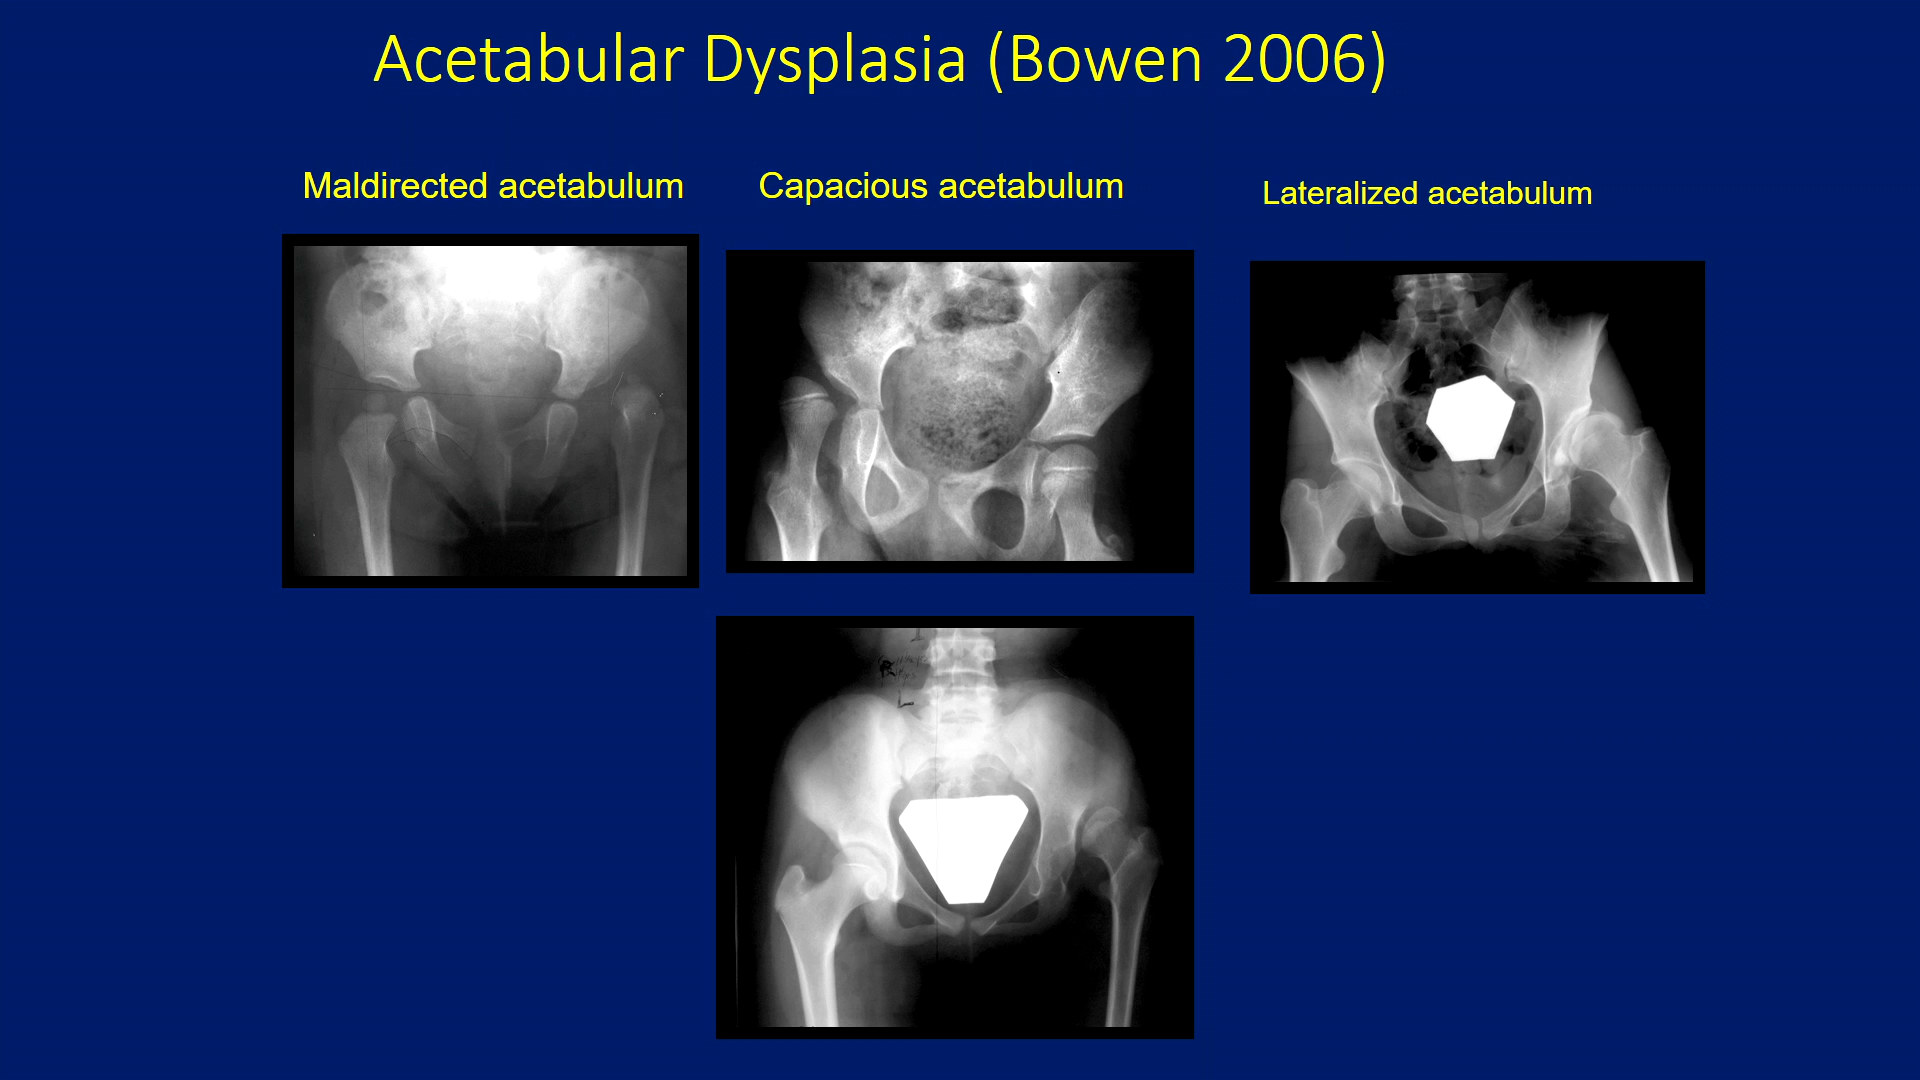 Acetabular Dysplasia (Bowen 2006)
Maldirected acetabulum
Capacious acetabulum
Lateralized acetabulum
R
L